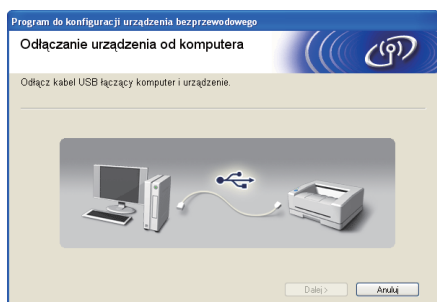 Program do konfiguracji urządzenia bezprzewodowego
Odłączanie urządzenia od komputera
Odłącz kabel USB łączący komputer i urządzenie.
Dalej >
Anuluj